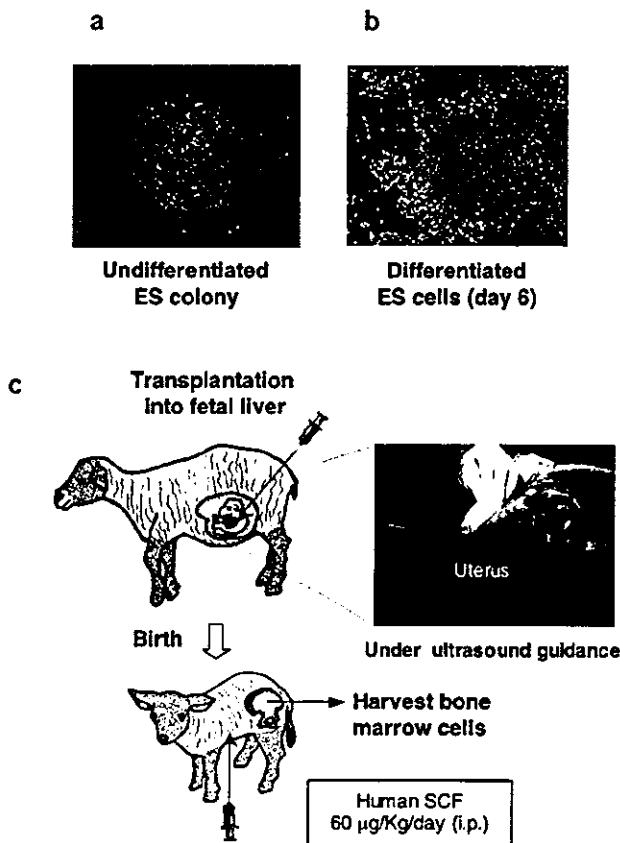 a
b
Undifferentiated
ES colony
Differentiated
ES cells (day 6)
c
Transplantation
into fetal liver
Uterus
Under ultrasound guidance
Birth
Harvest bone
marrow cells
Human SCF
60 µg/Kg/day (i.p.)